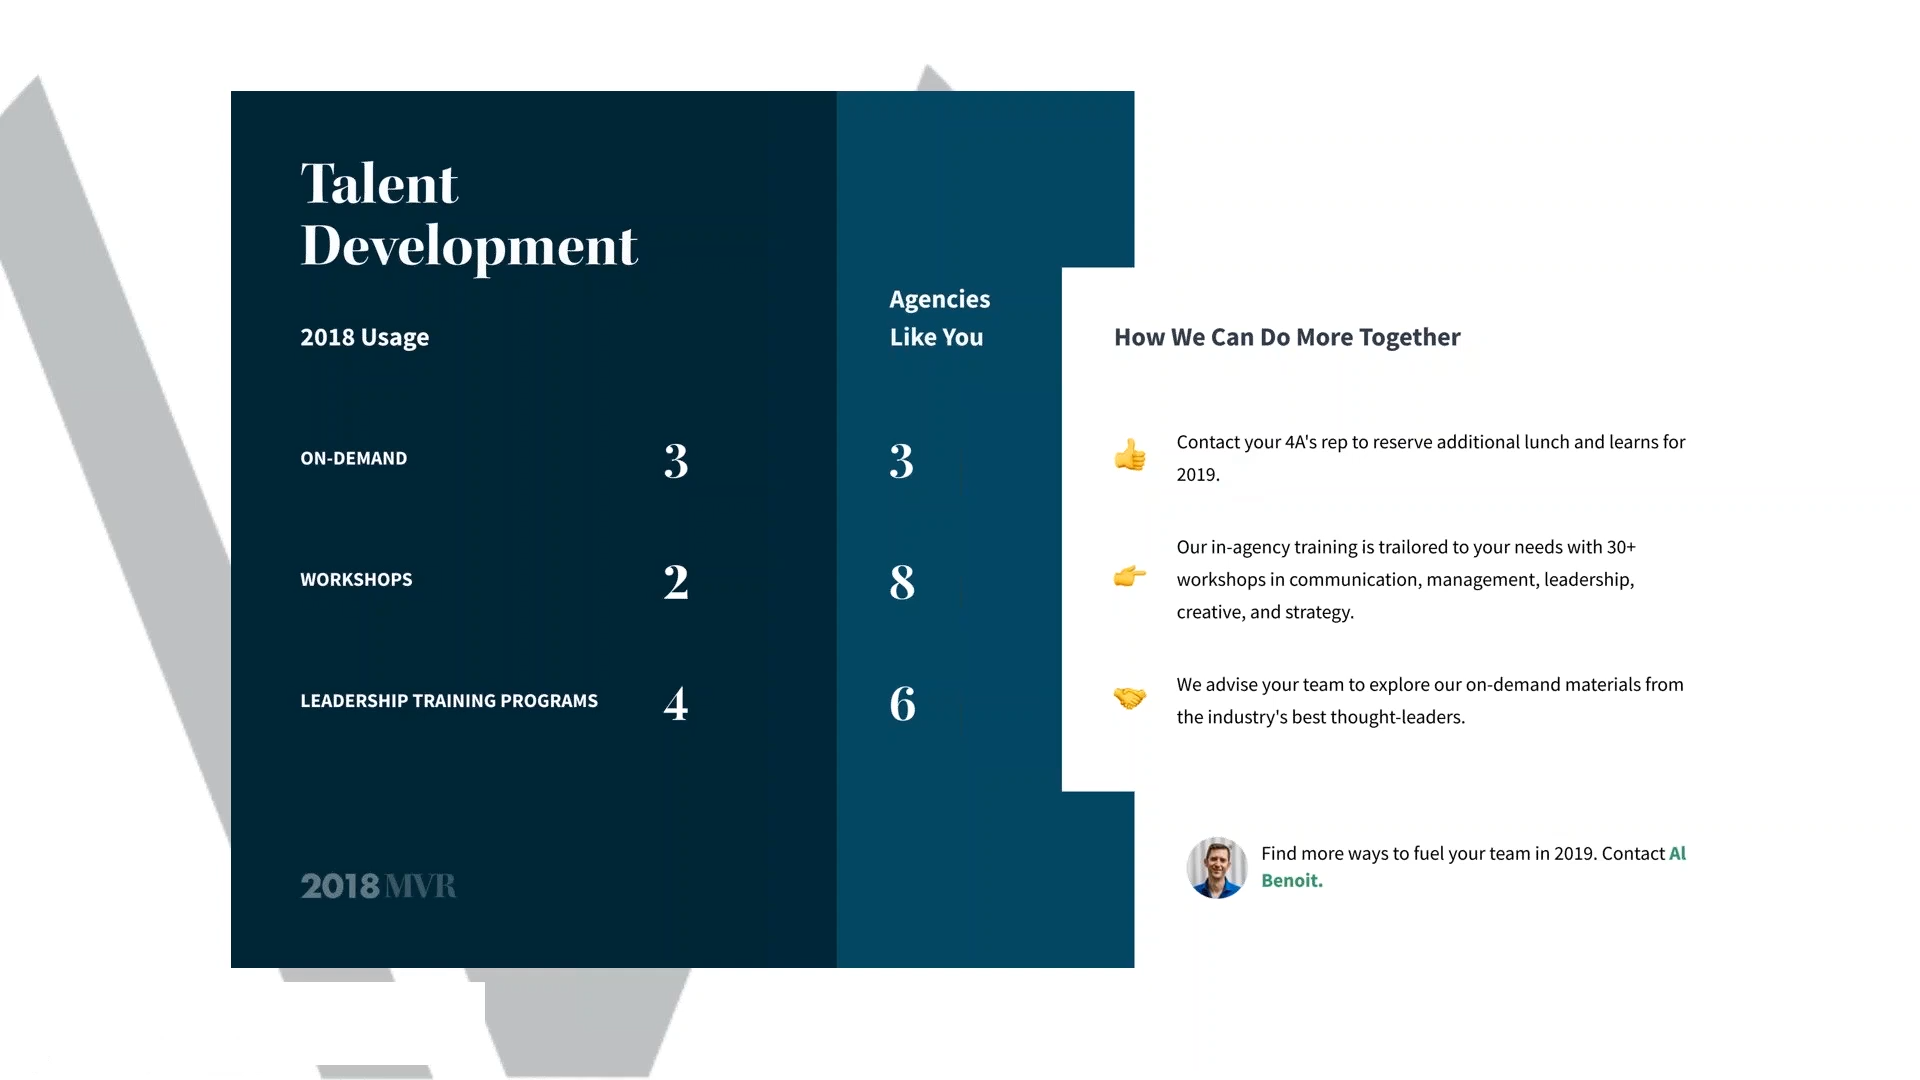 Talent
Development
2018 Usage
Agencies
Like You
How We Can Do More Together
ON-DEMAND 3 3
Contact your 4A's rep to reserve additional lunch and learns for
2019.
WORKSHOPS 2 8
Our in-agency training is trailored to your needs with 30+
workshops in communication, management, leadership,
creative, and strategy.
LEADERSHIP TRAINING PROGRAMS 4 6
We advise your team to explore our on-demand materials from
the industry's best thought-leaders.
Find more ways to fuel your team in 2019. Contact Al
Benoit.
2018 MVR